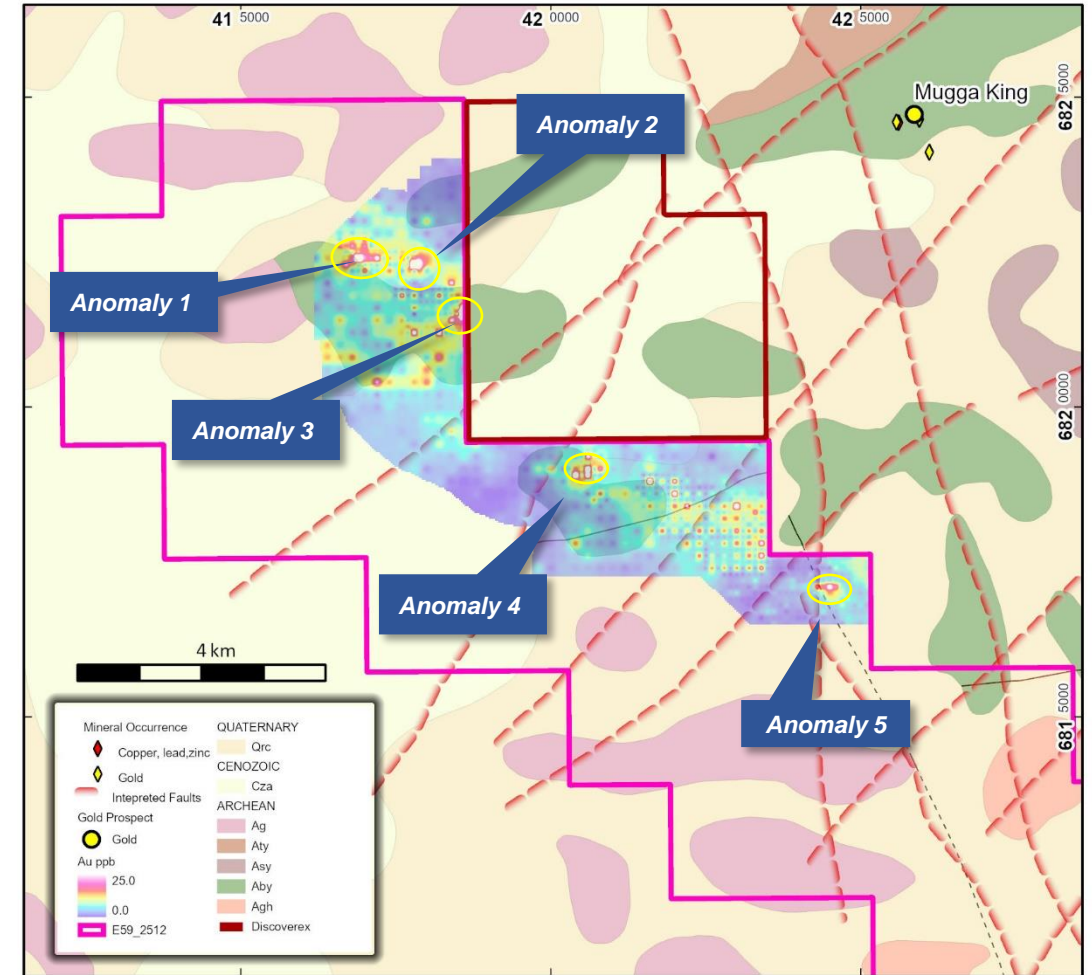 41 5000
42 0000
42 5000
Mugga King
682 5000
Anomaly 2
Anomaly 1
Anomaly 3
682 0000
Anomaly 4
4 km
Anomaly 5
681 5000
Mineral Occurrence
Copper, lead,zinc
Gold
Intepreted Faults
Gold Prospect
Gold
Au ppb
25.0
0.0
E59_2512
QUATERNARY
Qrc
CENOZOIC
Cza
ARCHEAN
Ag
Aty
Asy
Aby
Agh
Discoverex